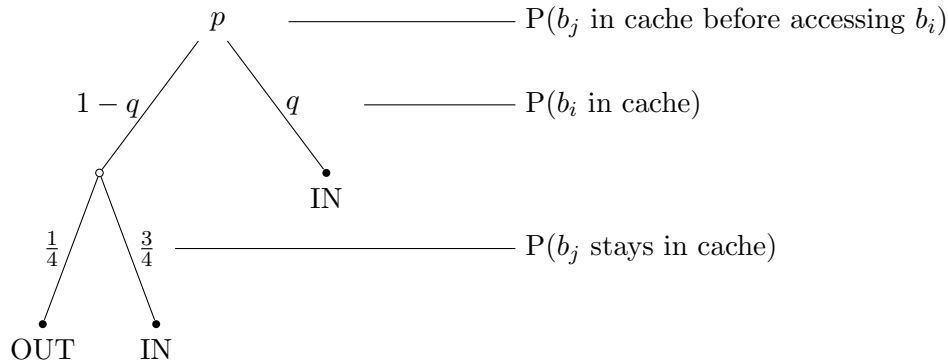 p P(b_j in cache before accessing b_i)
1 − q q P(b_i in cache)
IN
1/4 3/4 P(b_j stays in cache)
OUT IN